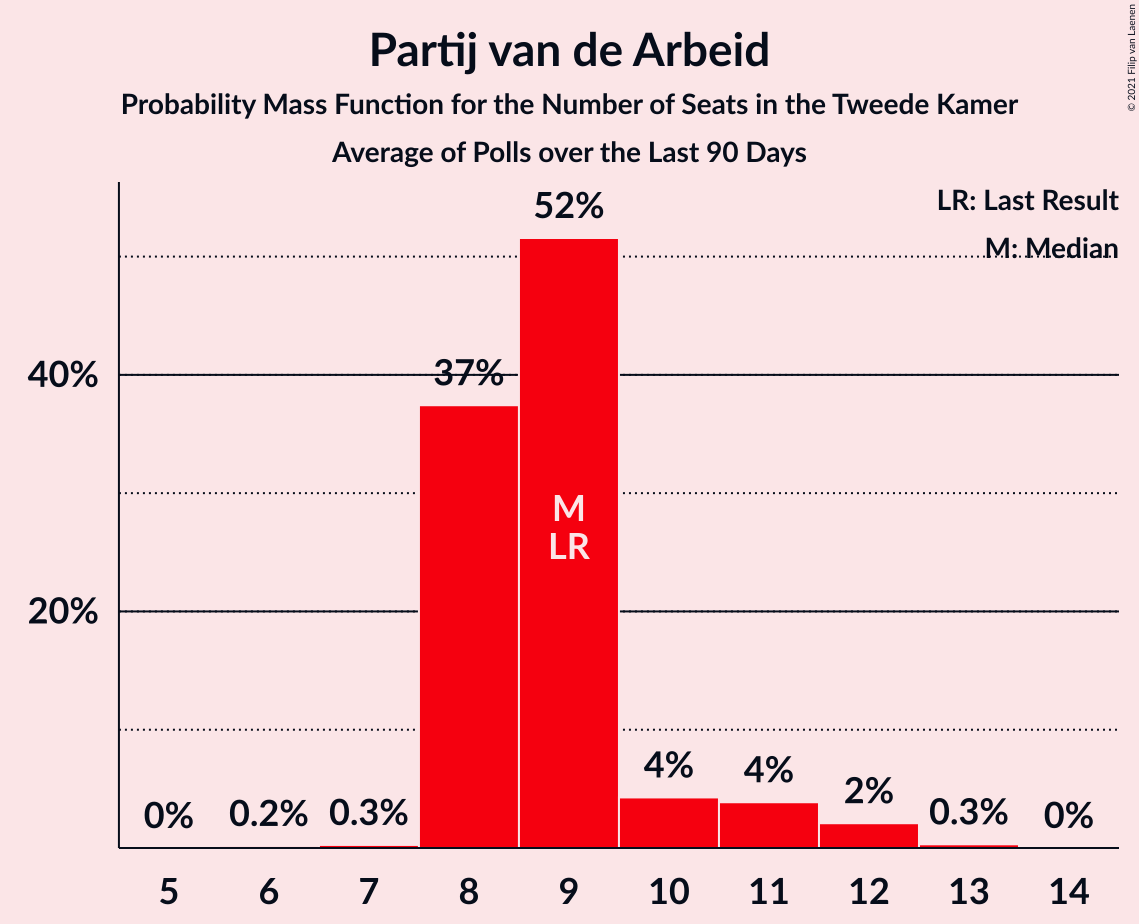 Partij van de Arbeid
Probability Mass Function for the Number of Seats in the Tweede Kamer
Average of Polls over the Last 90 Days
© 2021 Filip van Laenen
LR: Last Result
M: Median
52%
37%
40%
M
LR
20%
0%
0.2%
0.3%
4%
4%
2%
0.3%
0%
5
6
7
8
9
10
11
12
13
14